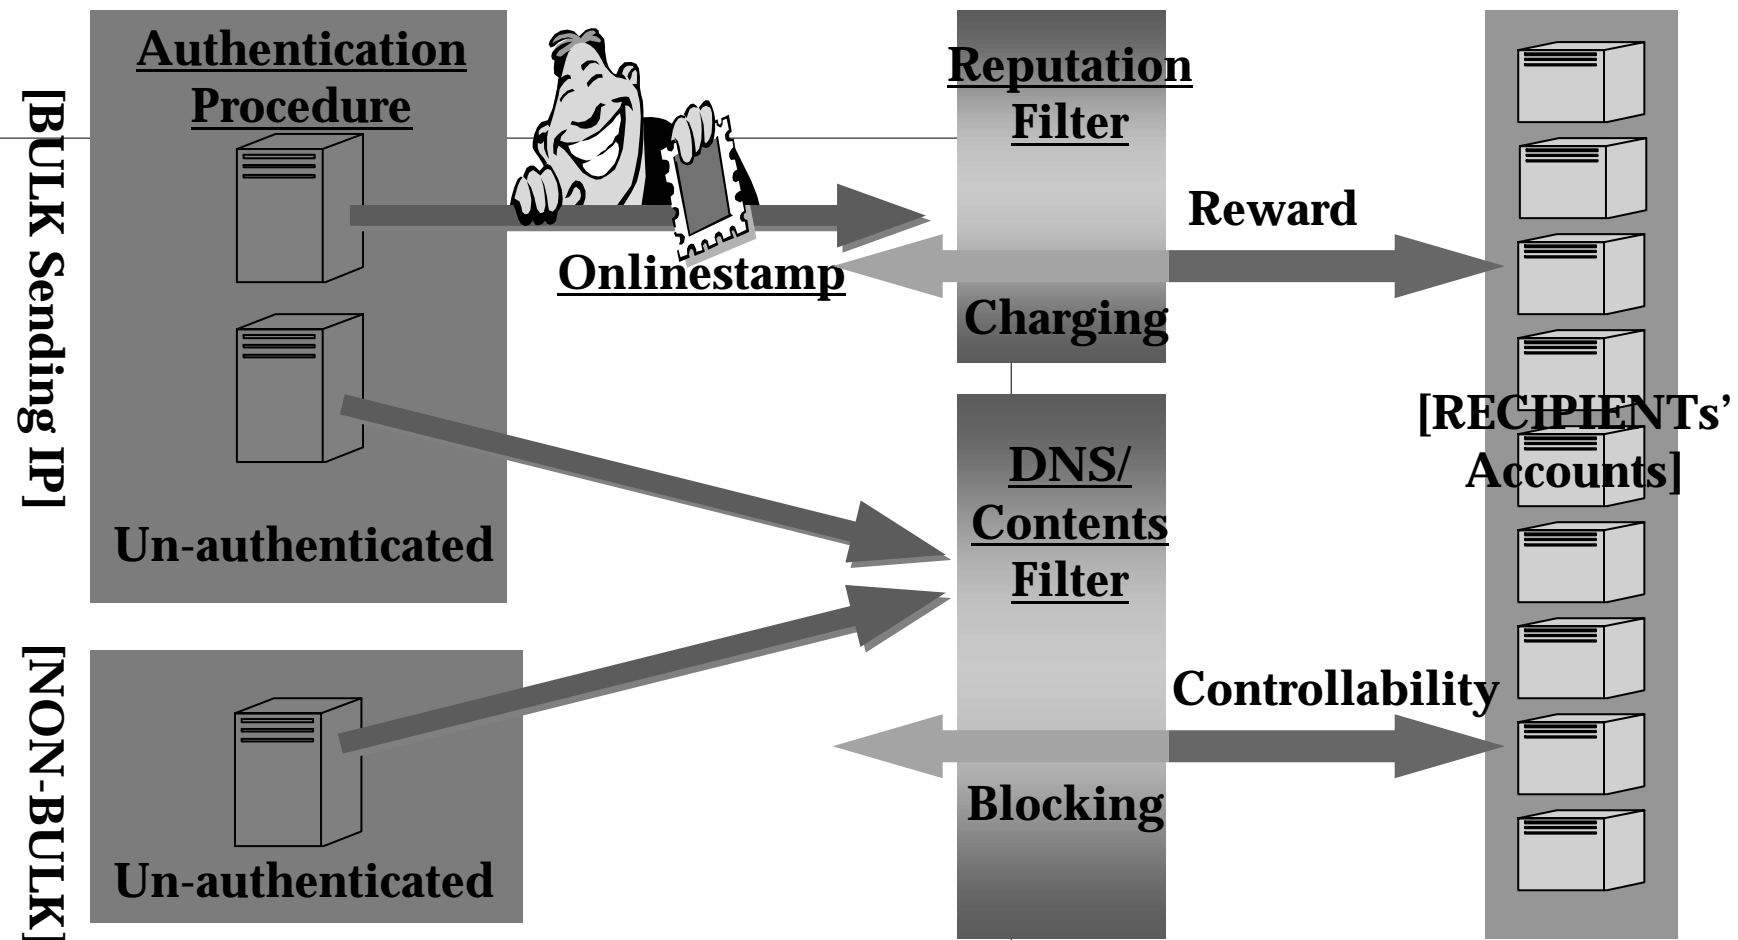 [BULK Sending IP]
Authentication
Procedure
Un-authenticated
[NON-BULK]
Un-authenticated
Onlinestamp
Reputation
Filter
Charging
Reward
DNS/
Contents
Filter
Blocking
Controllability
[RECIPIENTs’
Accounts]